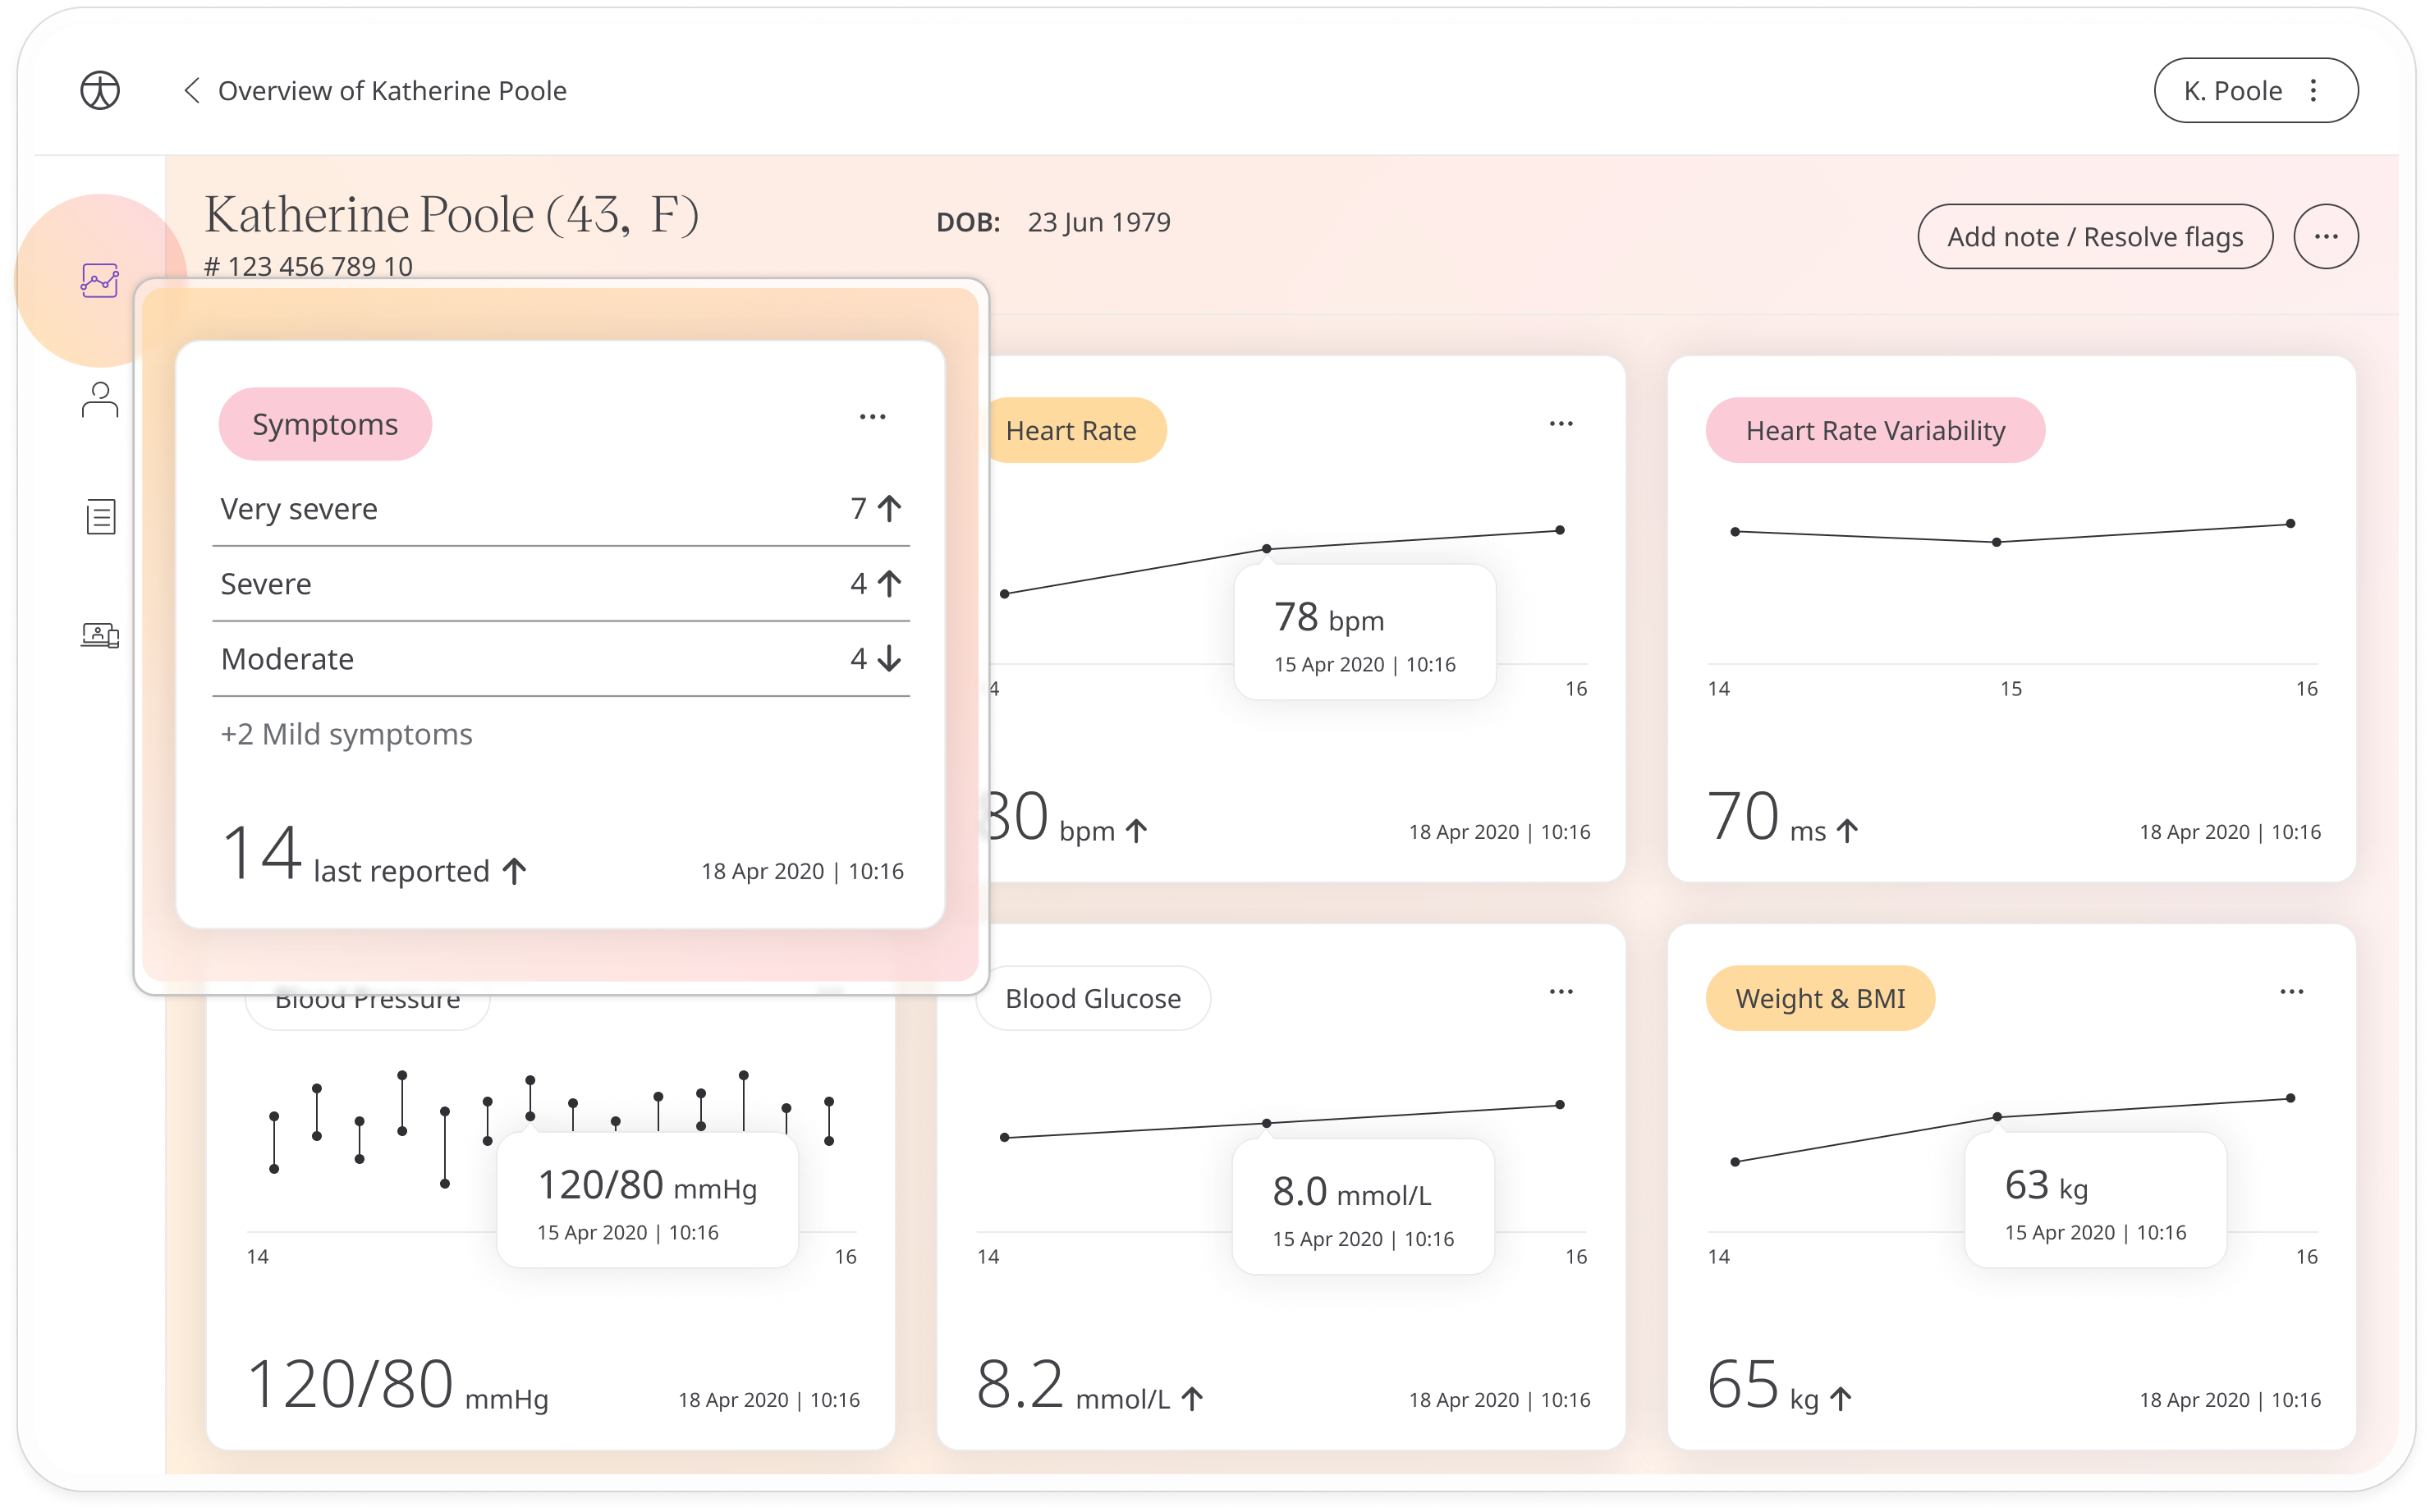 Overview of Katherine Poole
K. Poole
Katherine Poole (43, F)
DOB: 23 Jun 1979
# 123 456 789 10
Add note / Resolve flags
Symptoms
Very severe 7
Severe 4
Moderate 4
+2 Mild symptoms
14 last reported
18 Apr 2020 | 10:16
Heart Rate
78 bpm
15 Apr 2020 | 10:16
4 16
80 bpm
18 Apr 2020 | 10:16
Heart Rate Variability
14 15 16
70 ms
18 Apr 2020 | 10:16
Blood Pressure
120/80 mmHg
15 Apr 2020 | 10:16
14 16
120/80 mmHg
18 Apr 2020 | 10:16
Blood Glucose
8.0 mmol/L
15 Apr 2020 | 10:16
14 16
8.2 mmol/L
18 Apr 2020 | 10:16
Weight & BMI
63 kg
15 Apr 2020 | 10:16
14 16
65 kg
18 Apr 2020 | 10:16